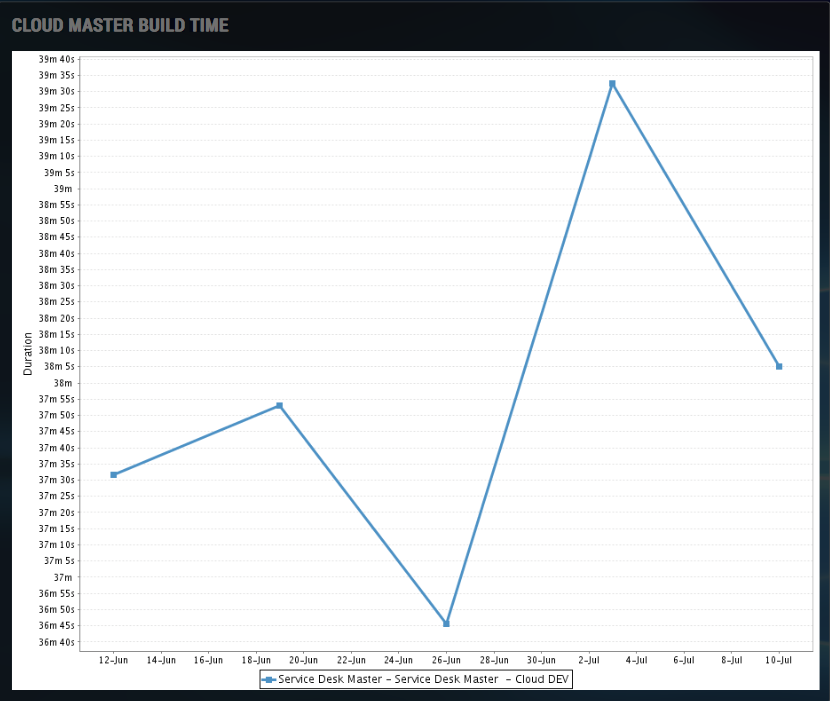 CLOUD MASTER BUILD TIME
39m 40s
39m 35s
39m 30s
39m 25s
39m 20s
39m 15s
39m 10s
39m 5s
39m
38m 55s
38m 50s
38m 45s
38m 40s
38m 35s
38m 30s
38m 25s
38m 20s
38m 15s
38m 10s
38m 5s
38m
37m 55s
37m 50s
37m 45s
37m 40s
37m 35s
37m 30s
37m 25s
37m 20s
37m 15s
37m 10s
37m 5s
37m
36m 55s
36m 50s
36m 45s
36m 40s
Duration
12-Jun 14-Jun 16-Jun 18-Jun 20-Jun 22-Jun 24-Jun 26-Jun 28-Jun 30-Jun 2-Jul 4-Jul 6-Jul 8-Jul 10-Jul
Service Desk Master - Service Desk Master - Cloud DEV